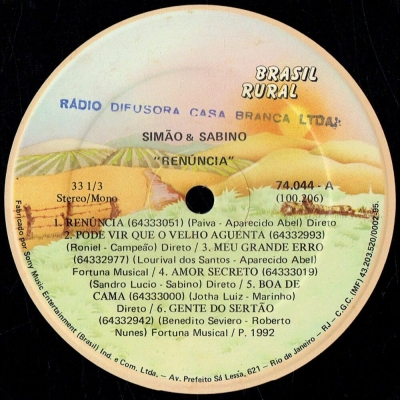 BRASIL
RURAL
RÁDIO DIFUSORA CASA BRANCA LTDA.
SIMÃO & SABINO
"RENÚNCIA"
33 1/3
Stereo/Mono
74.044 - A
(100.206)
1. RENÚNCIA (64333051) (Paiva - Aparecido Abel) Direto
2. PODE VIR QUE O VELHO AGUENTA (64332993)
(Roniel - Campeão) Direto / 3. MEU GRANDE ERRO
(64332977) (Lourival dos Santos - Aparecido Abel)
Fortuna Musical / 4. AMOR SECRETO (64333019)
(Sandro Lucio - Sabino) Direto / 5. BOA DE
CAMA (64333000) (Jotha Luiz - Marinho)
Direto / 6. GENTE DO SERTÃO
(64332942) (Benedito Seviero - Roberto
Nunes) Fortuna Musical / P. 1992
Fabricado por Sony Music Entertainment (Brasil) Ind. e Com. Ltda. - Av. Prefeito Sá Lessa, 621 - Rio de Janeiro - RJ - C.G.C. (MF) 43.203.520/0002-95.